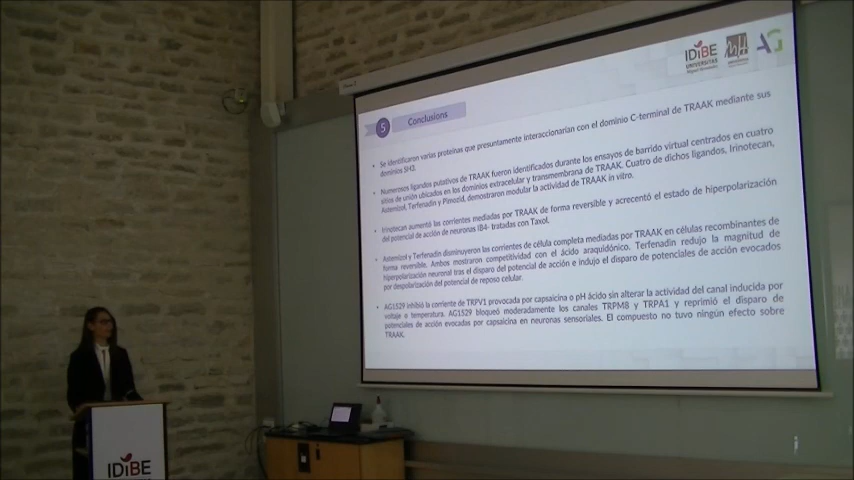 IDiBE
UNIVERSITAS
Miguel Hernández
5
Conclusions
• Se identificaron varias proteínas que presuntamente interaccionarían con el dominio C-terminal de TRAAK mediante sus
dominios SH3.
• Numerosos ligandos putativos de TRAAK fueron identificados durante los ensayos de barrido virtual centrados en cuatro
sitios de unión ubicados en los dominios extracelular y transmembrana de TRAAK. Cuatro de dichos ligandos, Irinotecan,
Astemizol, Terfenadin y Pimozid, demostraron modular la actividad de TRAAK in vitro.
• Irinotecan aumentó las corrientes mediadas por TRAAK de forma reversible y acrecentó el estado de hiperpolarización
del potencial de acción de neuronas IB4- tratadas con Taxol.
• Astemizol y Terfenadin disminuyeron las corrientes de célula completa mediadas por TRAAK en células recombinantes de
forma reversible. Ambos mostraron competitividad con el ácido araquidónico. Terfenadin redujo la magnitud de
hiperpolarización neuronal tras el disparo del potencial de acción e indujo el disparo de potenciales de acción evocados
por despolarización del potencial de reposo celular.
• AG1529 inhibió la corriente de TRPV1 provocada por capsaicina o pH ácido sin alterar la actividad del canal inducida por
voltaje o temperatura. AG1529 bloqueó moderadamente los canales TRPM8 y TRPA1 y reprimió el disparo de
potenciales de acción evocadas por capsaicina en neuronas sensoriales. El compuesto no tuvo ningún efecto sobre
TRAAK.
IDiBE